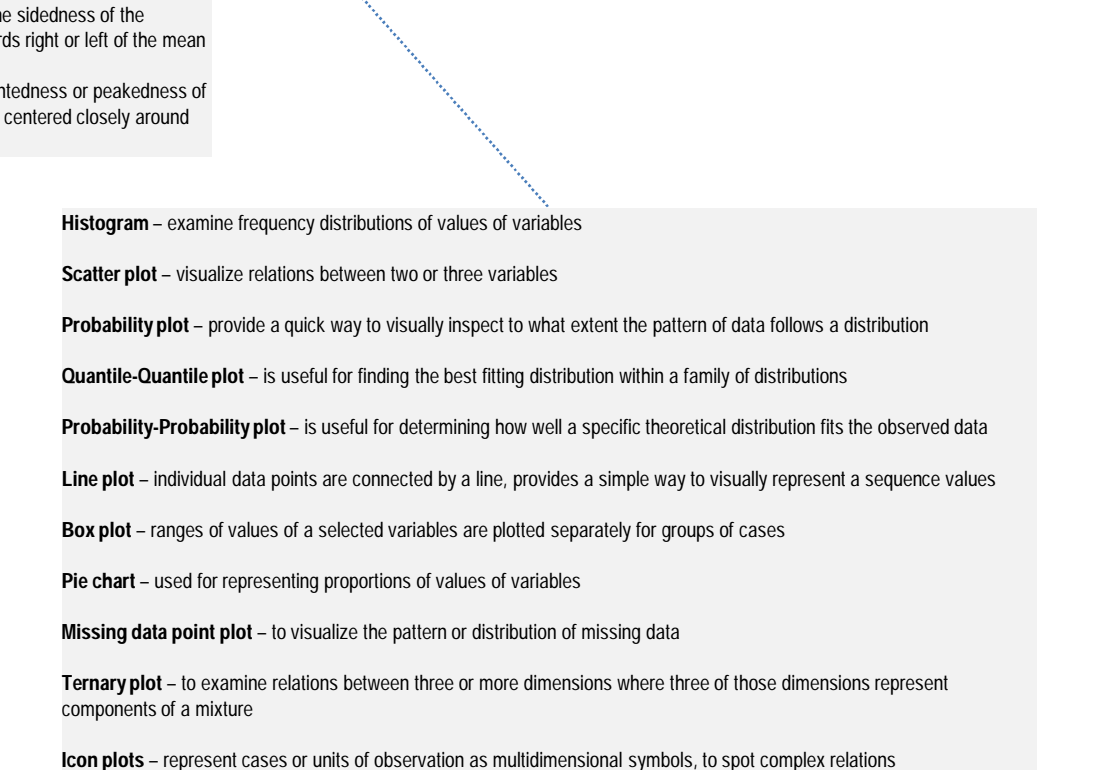 sidedness of the
right or left of the mean
or peakedness of
centered closely around
Histogram – examine frequency distributions of values of variables
Scatter plot – visualize relations between two or three variables
Probability plot – provide a quick way to visually inspect to what extent the pattern of data follows a distribution
Quantile-Quantile plot – is useful for finding the best fitting distribution within a family of distributions
Probability-Probability plot – is useful for determining how well a specific theoretical distribution fits the observed data
Line plot – individual data points are connected by a line, provides a simple way to visually represent a sequence values
Box plot – ranges of values of a selected variables are plotted separately for groups of cases
Pie chart – used for representing proportions of values of variables
Missing data point plot – to visualize the pattern or distribution of missing data
Ternary plot – to examine relations between three or more dimensions where three of those dimensions represent
components of a mixture
Icon plots – represent cases or units of observation as multidimensional symbols, to spot complex relations